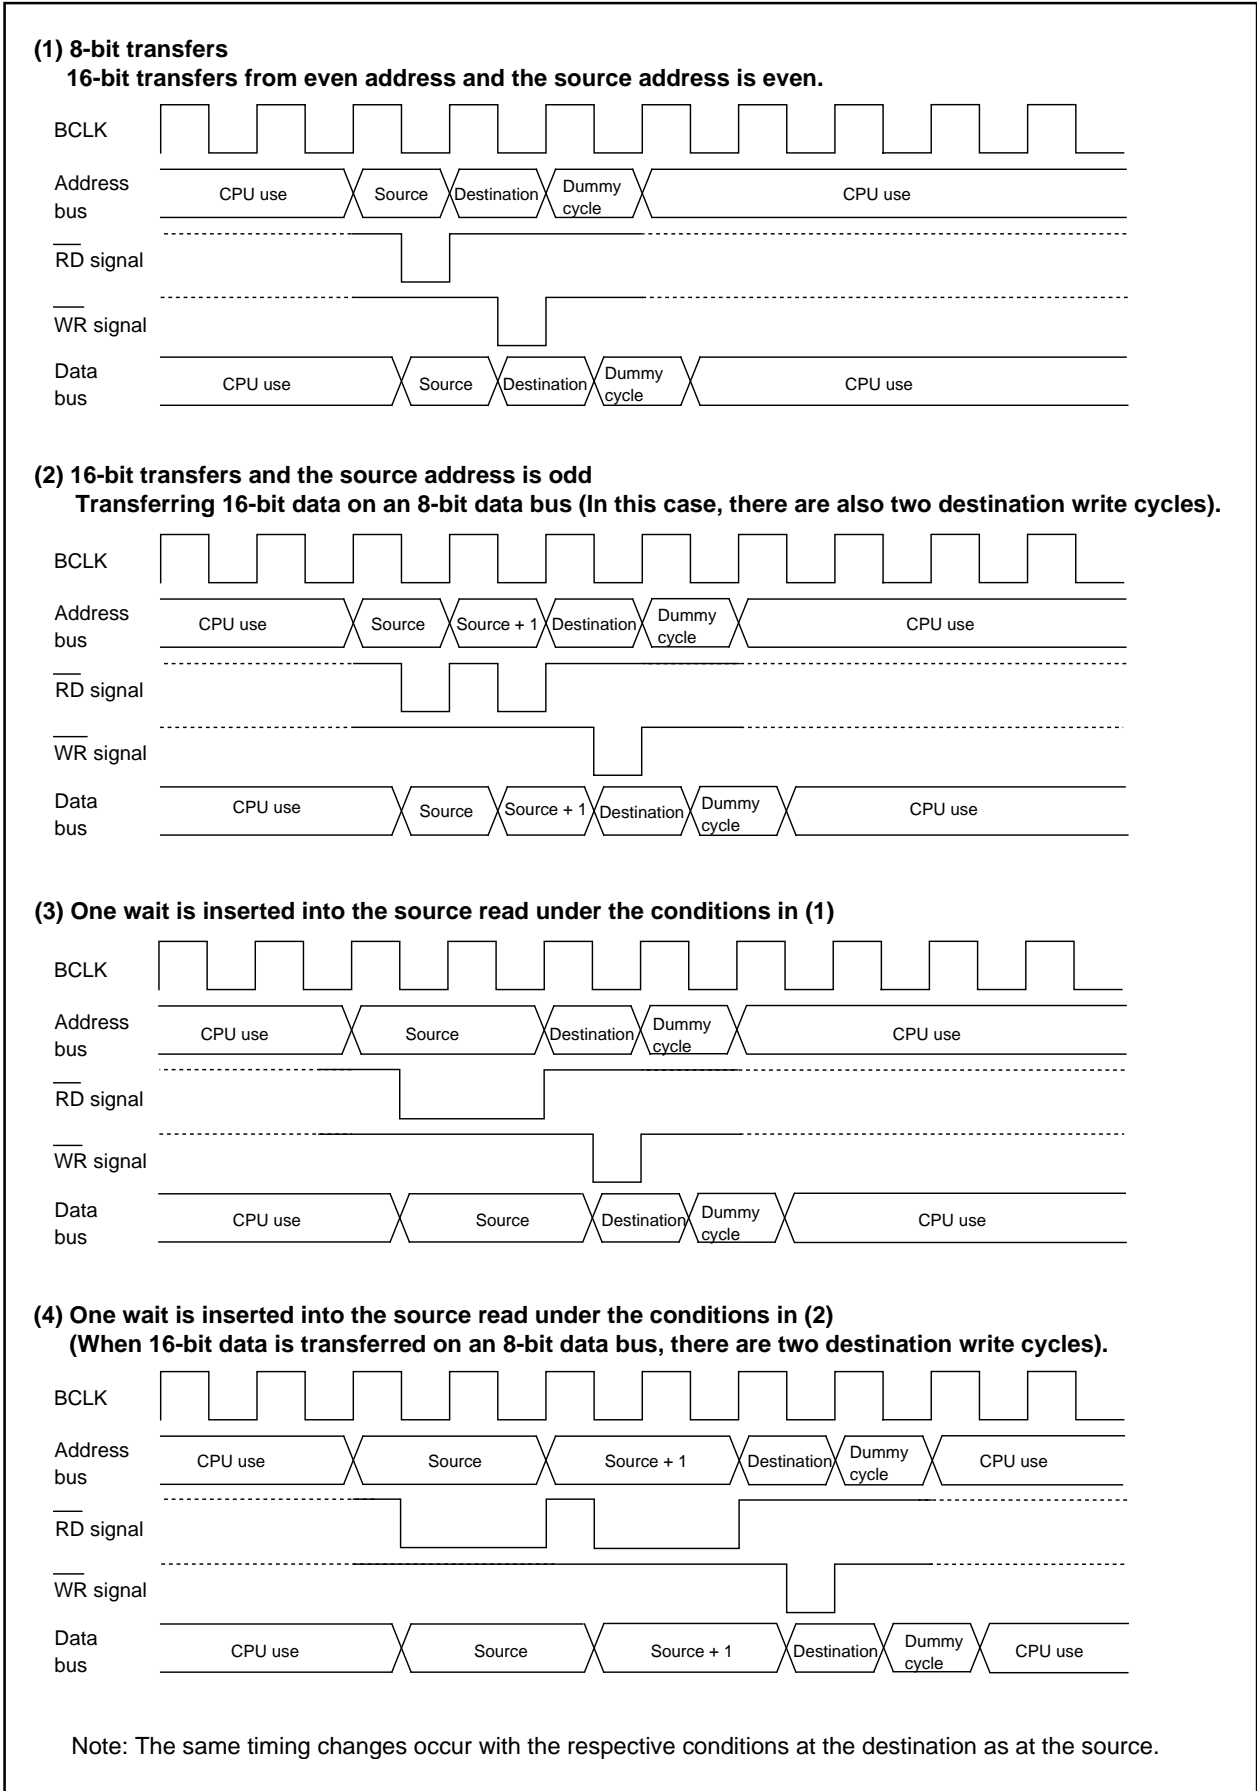 (1) 8-bit transfers
16-bit transfers from even address and the source address is even.
BCLK
Address
bus
CPU use
Source
Destination
Dummy
cycle
CPU use
RD signal
WR signal
Data
bus
CPU use
Source
Destination
Dummy
cycle
CPU use
(2) 16-bit transfers and the source address is odd
Transferring 16-bit data on an 8-bit data bus (In this case, there are also two destination write cycles).
BCLK
Address
bus
CPU use
Source
Source + 1
Destination
Dummy
cycle
CPU use
RD signal
WR signal
Data
bus
CPU use
Source
Source + 1
Destination
Dummy
cycle
CPU use
(3) One wait is inserted into the source read under the conditions in (1)
BCLK
Address
bus
CPU use
Source
Destination
Dummy
cycle
CPU use
RD signal
WR signal
Data
bus
CPU use
Source
Destination
Dummy
cycle
CPU use
(4) One wait is inserted into the source read under the conditions in (2)
(When 16-bit data is transferred on an 8-bit data bus, there are two destination write cycles).
BCLK
Address
bus
CPU use
Source
Source + 1
Destination
Dummy
cycle
CPU use
RD signal
WR signal
Data
bus
CPU use
Source
Source + 1
Destination
Dummy
cycle
CPU use
Note: The same timing changes occur with the respective conditions at the destination as at the source.